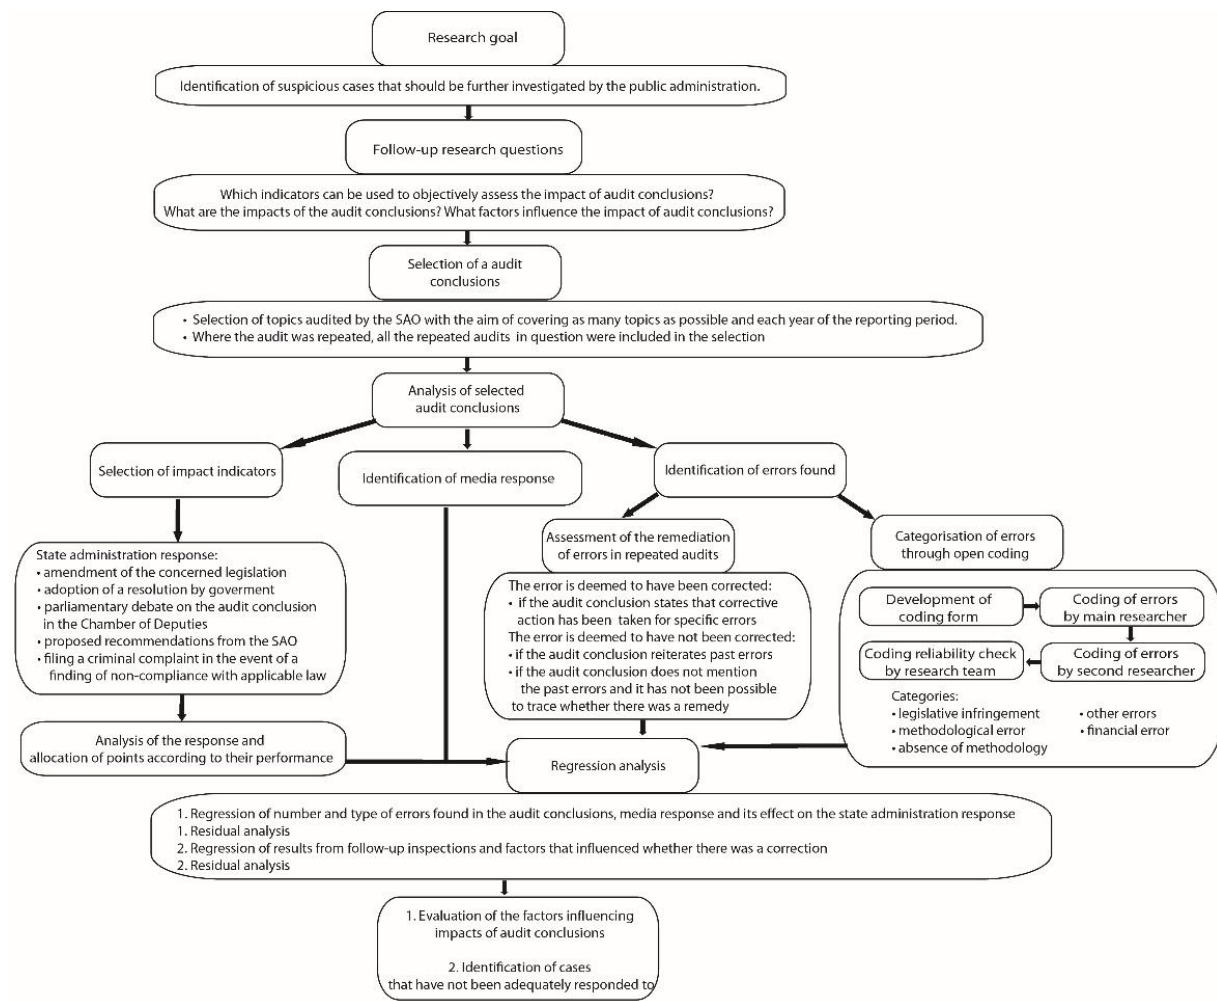 Research goal
Identification of suspicious cases that should be further investigated by the public administration.
Follow-up research questions
Which indicators can be used to objectively assess the impact of audit conclusions?
What are the impacts of the audit conclusions? What factors influence the impact of audit conclusions?
Selection of a audit
conclusions
• Selection of topics audited by the SAO with the aim of covering as many topics as possible and each year of the reporting period.
• Where the audit was repeated, all the repeated audits in question were included in the selection
Analysis of selected
audit conclusions
Selection of impact indicators
Identification of media response
Identification of errors found
State administration response:
• amendment of the concerned legislation
• adoption of a resolution by goverment
• parliamentary debate on the audit conclusion
in the Chamber of Deputies
• proposed recommendations from the SAO
• filing a criminal complaint in the event of a
finding of non-compliance with applicable law
Analysis of the response and
allocation of points according to their performance
Assessment of the remediation
of errors in repeated audits
The error is deemed to have been corrected:
• if the audit conclusion states that corrective
action has been taken for specific errors
The error is deemed to have not been corrected:
• if the audit conclusion reiterates past errors
• if the audit conclusion does not mention
the past errors and it has not been possible
to trace whether there was a remedy
Categorisation of errors
through open coding
Development of
coding form
Coding of errors
by main researcher
Coding reliability check
by research team
Coding of errors
by second researcher
Categories:
• legislative infringement
• methodological error
• absence of methodology
• other errors
• financial error
Regression analysis
1. Regression of number and type of errors found in the audit conclusions, media response and its effect on the state administration response
1. Residual analysis
2. Regression of results from follow-up inspections and factors that influenced whether there was a correction
2. Residual analysis
1. Evaluation of the factors influencing
impacts of audit conclusions
2. Identification of cases
that have not been adequately responded to